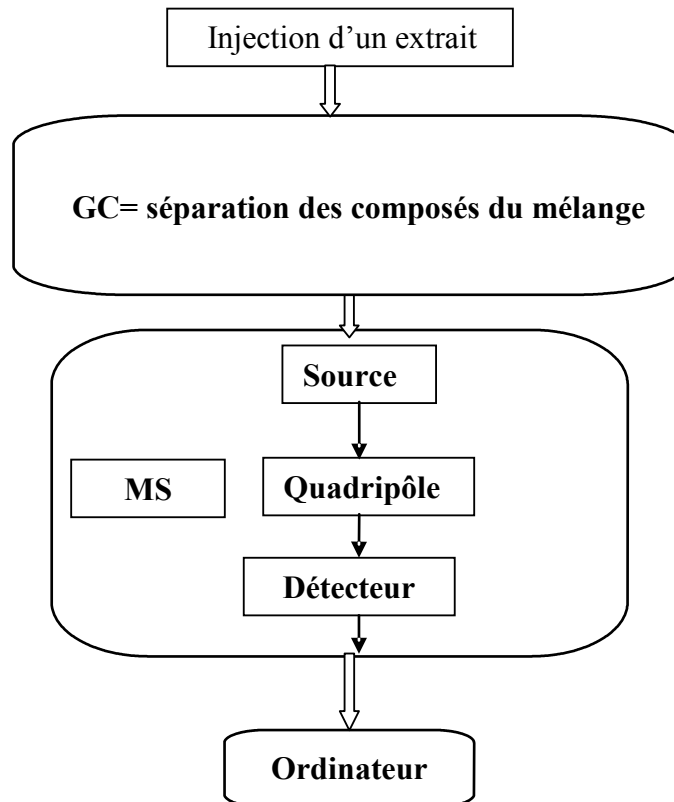 Injection d’un extrait
GC= séparation des composés du mélange
Source
MS
Quadripôle
Détecteur
Ordinateur